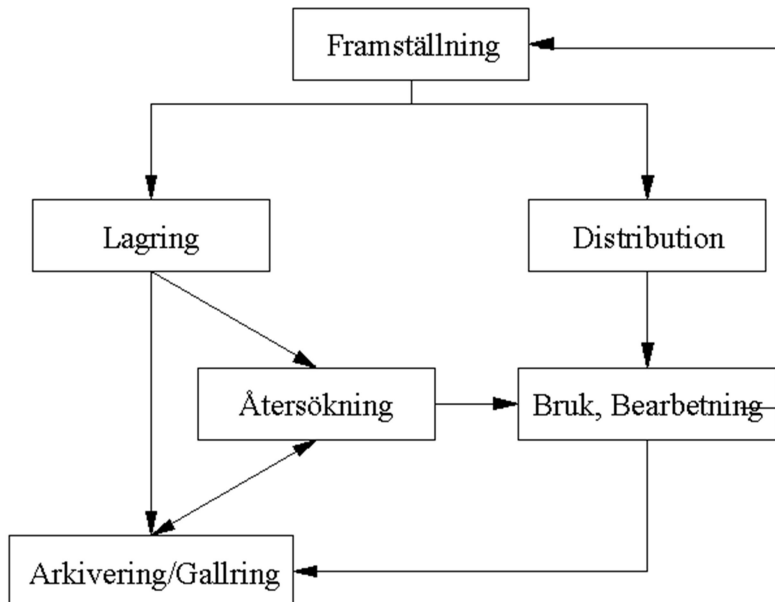 Framställning
Lagring
Distribution
Återsökning
Bruk, Bearbetning
Arkivering/Gallring